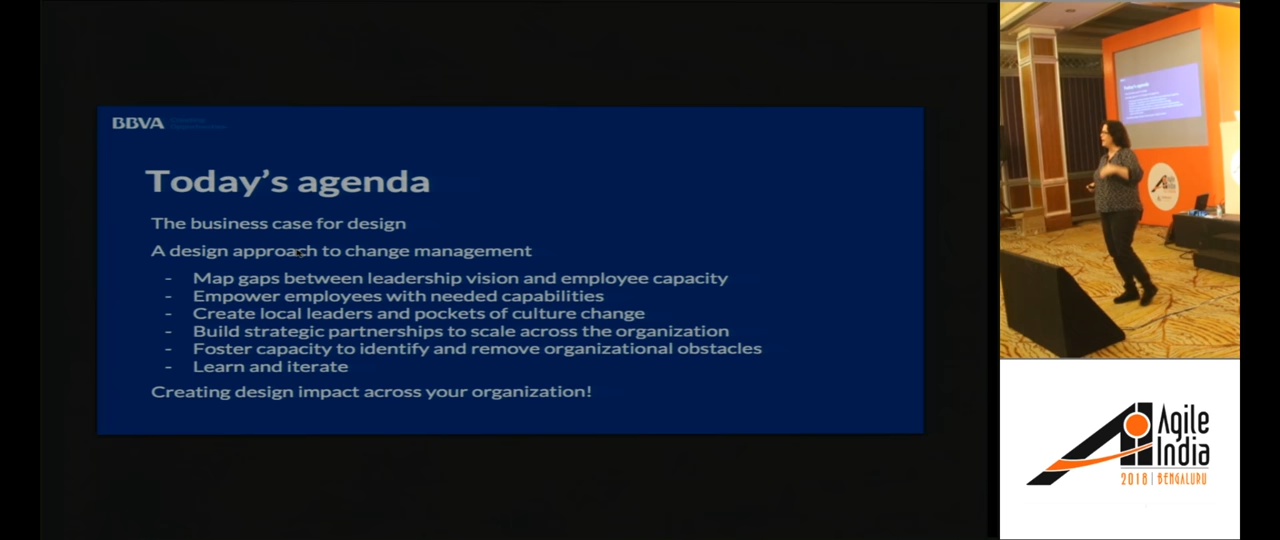 BBVA
Today's agenda
The business case for design
A design approach to change management
- Map gaps between leadership vision and employee capacity
- Empower employees with needed capabilities
- Create local leaders and pockets of culture change
- Build strategic partnerships to scale across the organization
- Foster capacity to identify and remove organizational obstacles
- Learn and iterate
Creating design impact across your organization!
Today's agenda
Agile
India
2018 | BENGALURU